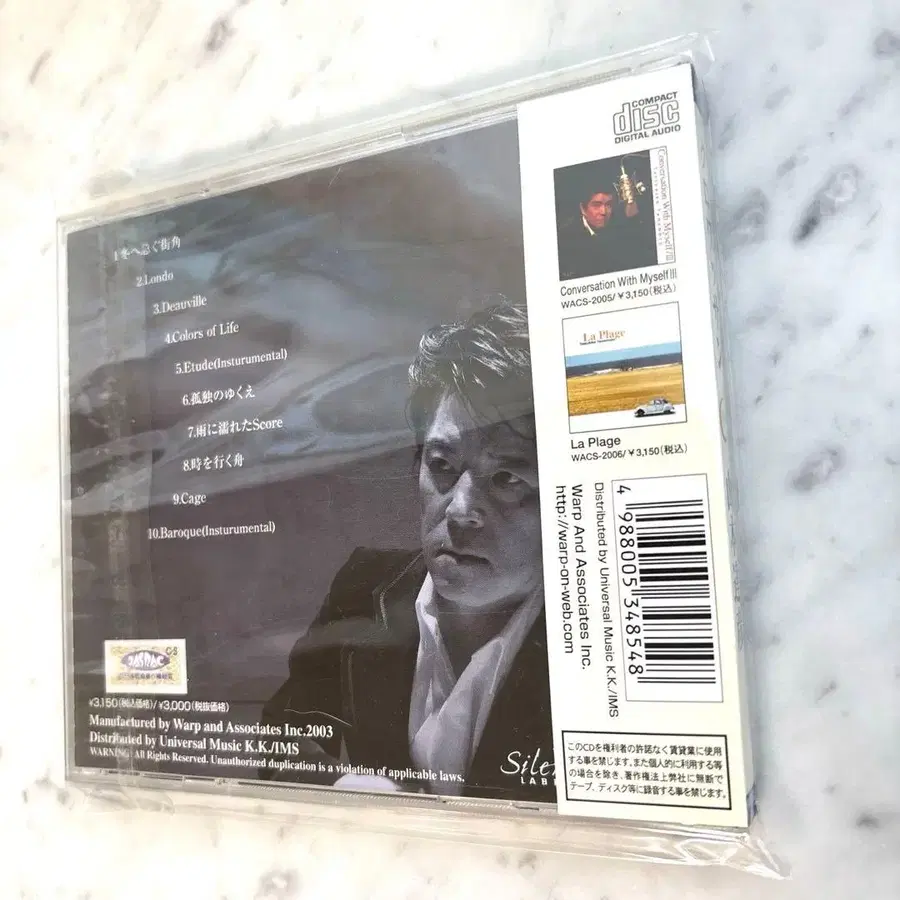 1.冬へ急ぐ街角
2.Londo
3.Deauville
4.Colors of Life
5.Etude(Insturumental)
6.孤独のゆくえ
7.雨に濡れたScore
8.時を行く舟
9.Cage
10.Baroque(Insturumental)
JASRAC
¥3,150(税込価格)/¥3,000(税抜価格)
Manufactured by Warp and Associates Inc.2003
Distributed by Universal Music K.K./IMS
WARNING: All Rights Reserved. Unauthorized duplication is a violation of applicable laws.
COMPACT
disc
DIGITAL AUDIO
Conversation With Myself/III
Conversation With Myself III
WACS-2005/¥3,150(税込)
La Plage
La Plage
WACS-2006/¥3,150(税込)
4 988005 348548
Distributed by Universal Music K.K./IMS
Warp And Associates Inc.
http://warp-on-web.com
このCDを権利者の許諾なく賃貸業に使用
する事を禁じます。また個人的に利用する等
の場合を除き、著作権法上弊社に無断で
テープ、ディスク等に録音する事を禁じます。